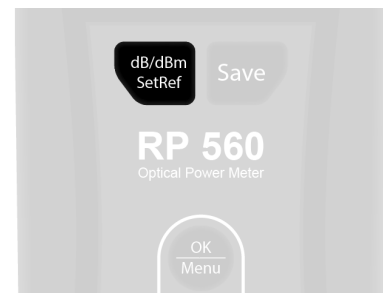 dB/dBm
SetRef
Save
RP 560
Optical Power Meter
OK
Menu